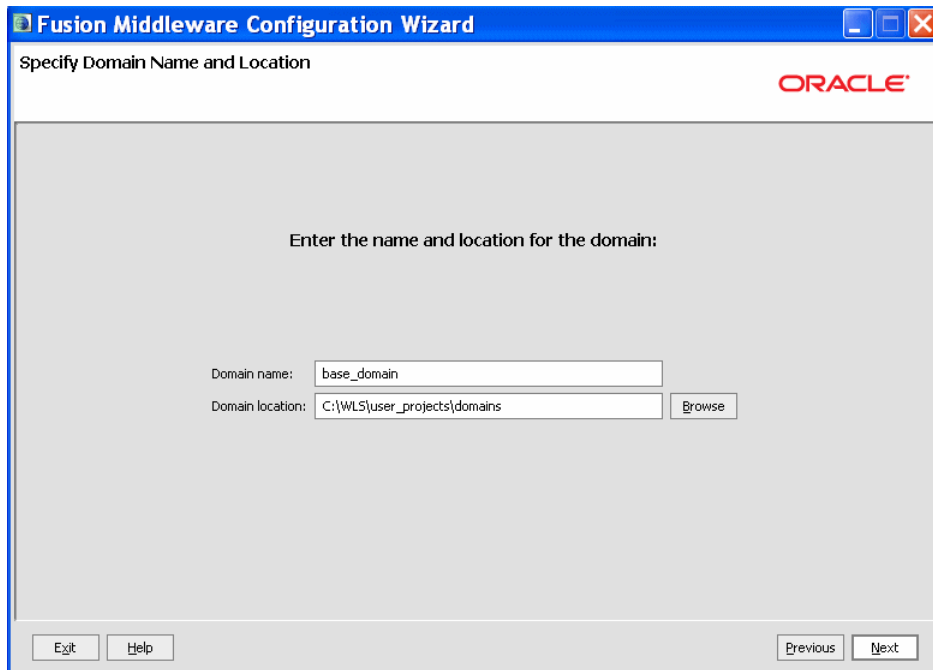 Fusion Middleware Configuration Wizard
Specify Domain Name and Location
ORACLE
Enter the name and location for the domain:
Domain name: base_domain
Domain location: C:\WLS\user_projects\domains Browse
Exit Help Previous Next